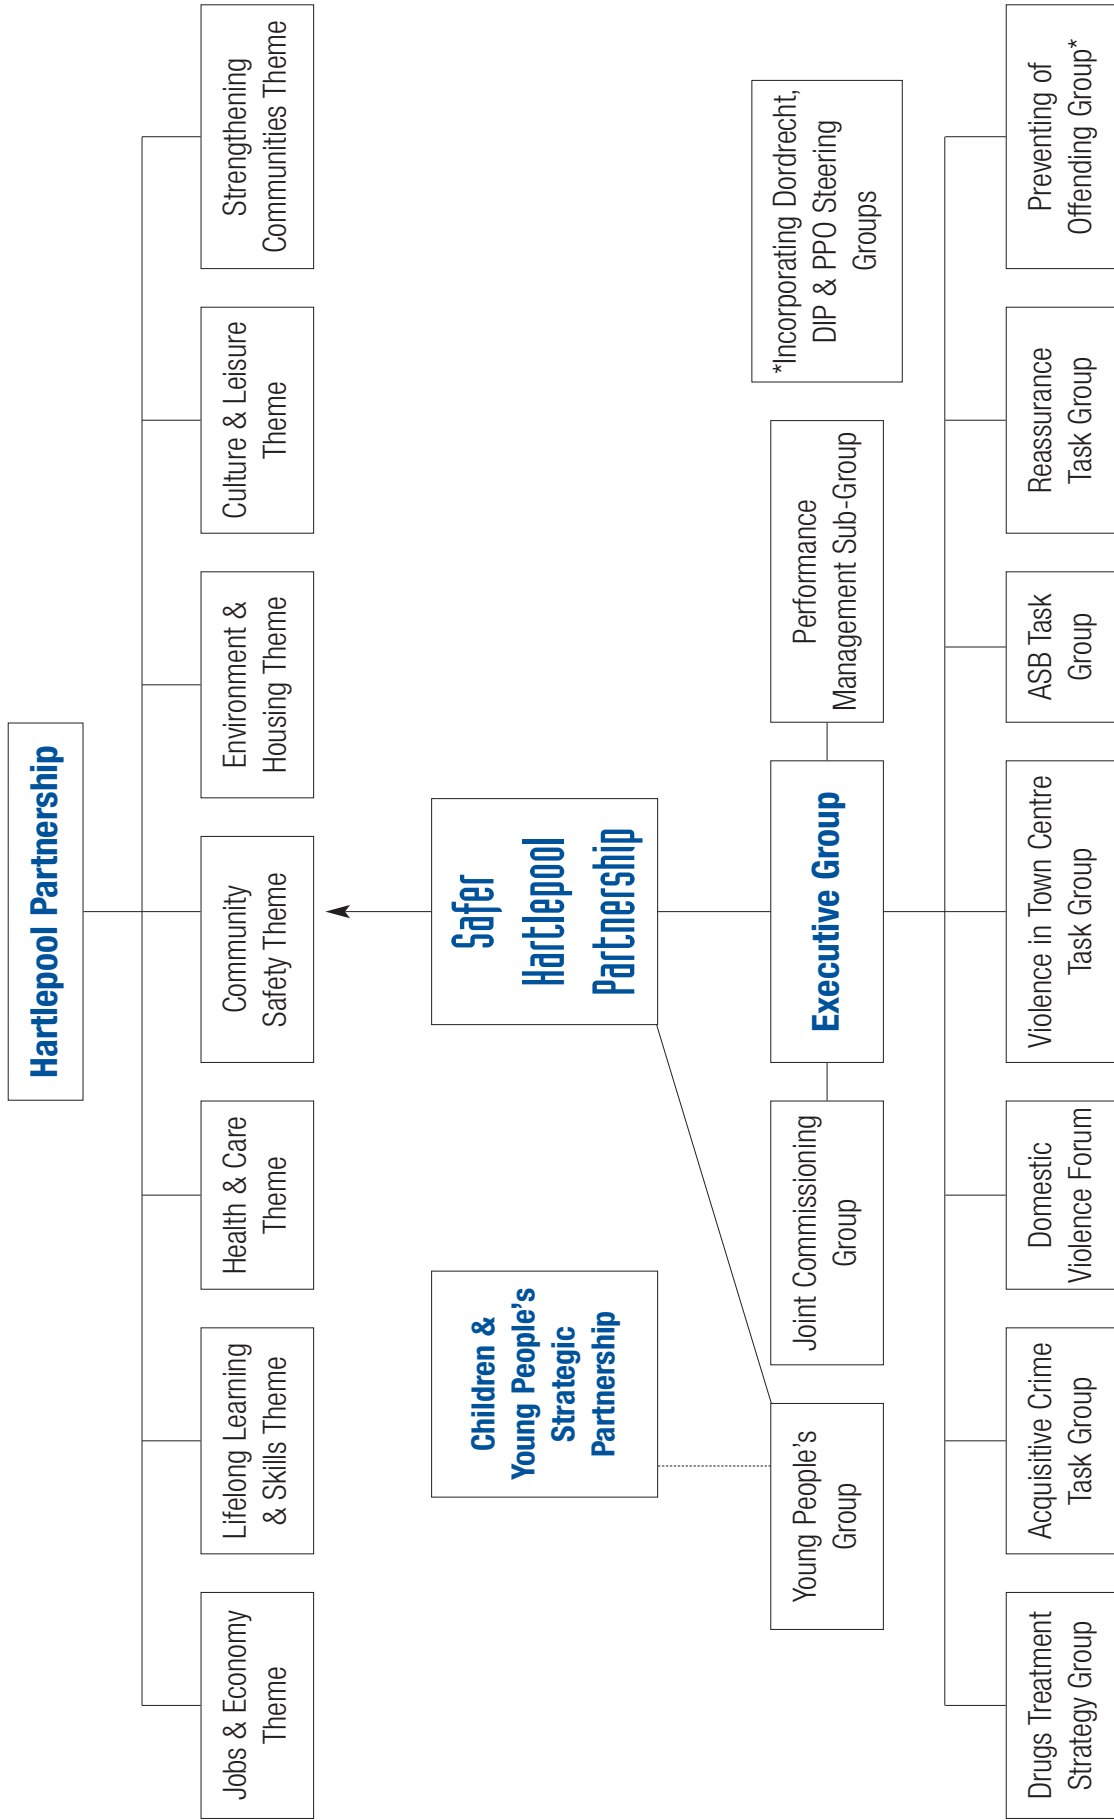 Hartlepool Partnership
Jobs & Economy
Theme
Lifelong Learning
& Skills Theme
Health & Care
Theme
Community
Safety Theme
Environment &
Housing Theme
Culture & Leisure
Theme
Strengthening
Communities Theme
Children &
Young People's
Strategic
Partnership
Safer
Hartlepool
Partnership
Young People's
Group
Joint Commissioning
Group
Executive Group
Performance
Management Sub-Group
*Incorporating Dordrecht,
DIP & PPO Steering
Groups
Drugs Treatment
Strategy Group
Acquisitive Crime
Task Group
Domestic
Violence Forum
Violence in Town Centre
Task Group
ASB Task
Group
Reassurance
Task Group
Preventing of
Offending Group*